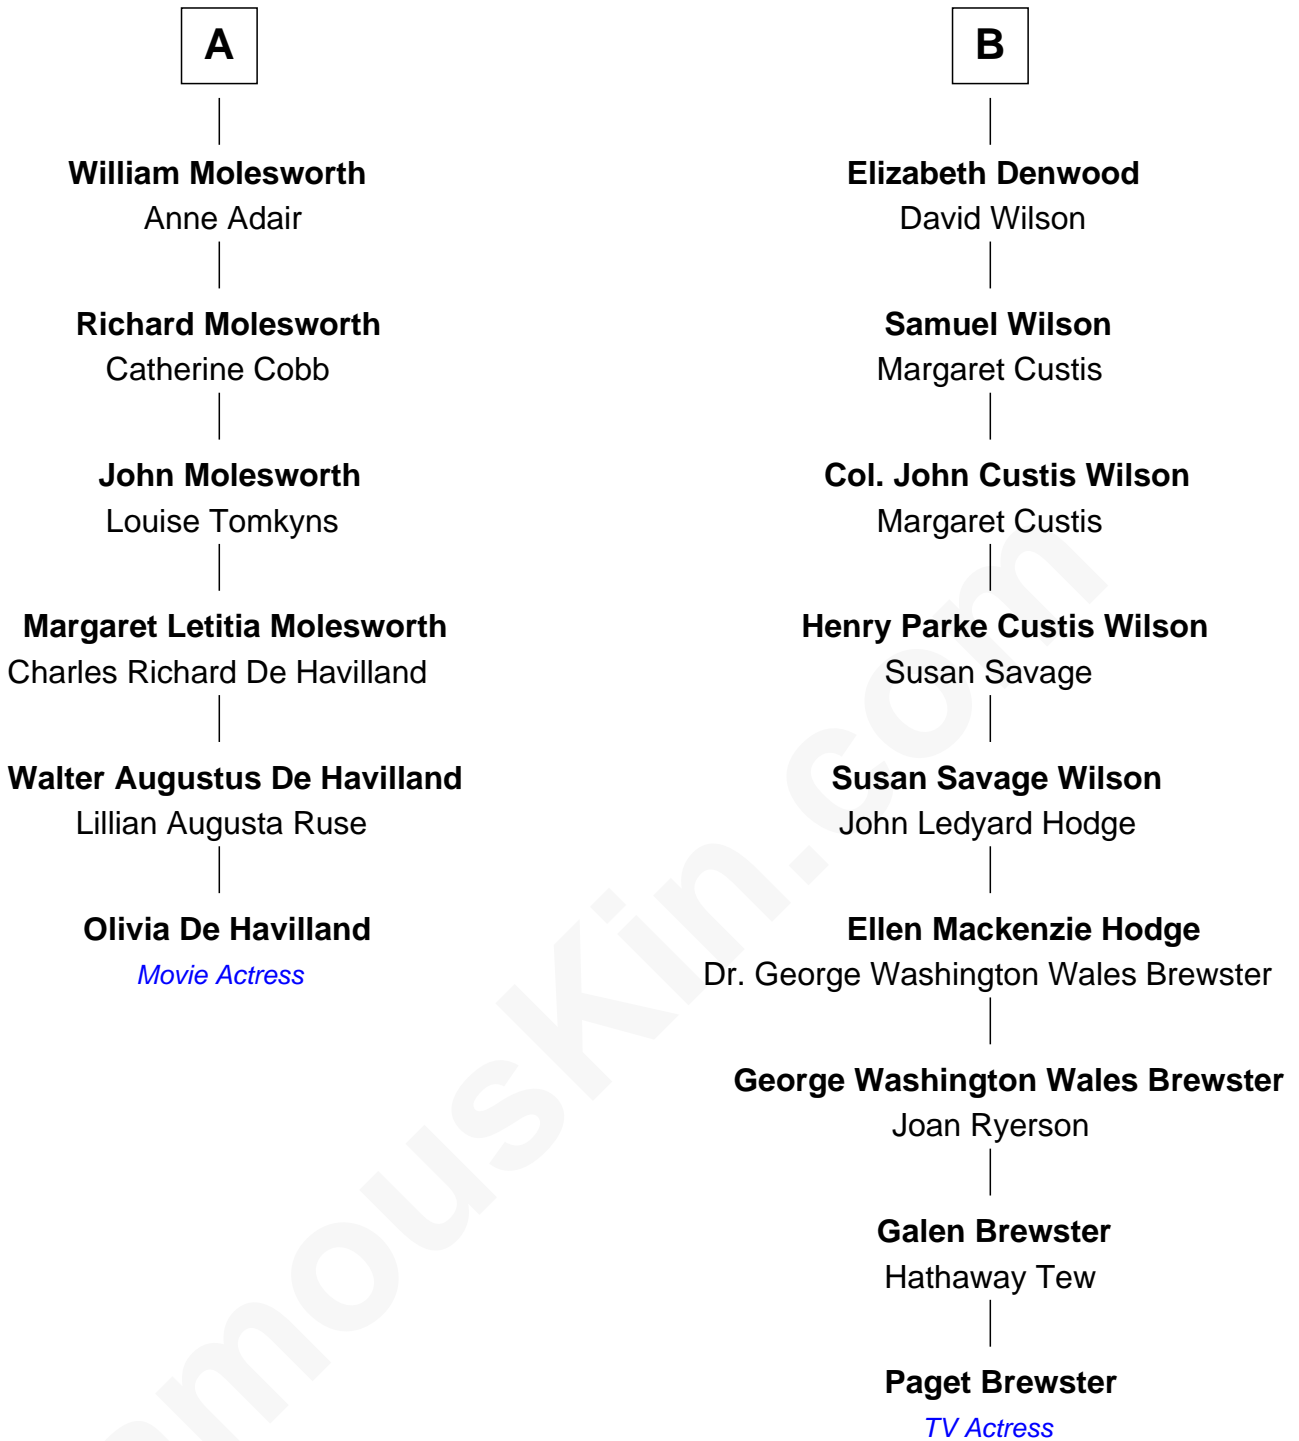 A
William Molesworth
Anne Adair
Richard Molesworth
Catherine Cobb
John Molesworth
Louise Tomkyns
Margaret Letitia Molesworth
Charles Richard De Havilland
Walter Augustus De Havilland
Lillian Augusta Ruse
Olivia De Havilland
Movie Actress
B
Elizabeth Denwood
David Wilson
Samuel Wilson
Margaret Custis
Col. John Custis Wilson
Margaret Custis
Henry Parke Custis Wilson
Susan Savage
Susan Savage Wilson
John Ledyard Hodge
Ellen Mackenzie Hodge
Dr. George Washington Wales Brewster
George Washington Wales Brewster
Joan Ryerson
Galen Brewster
Hathaway Tew
Paget Brewster
TV Actress
amouskin.com